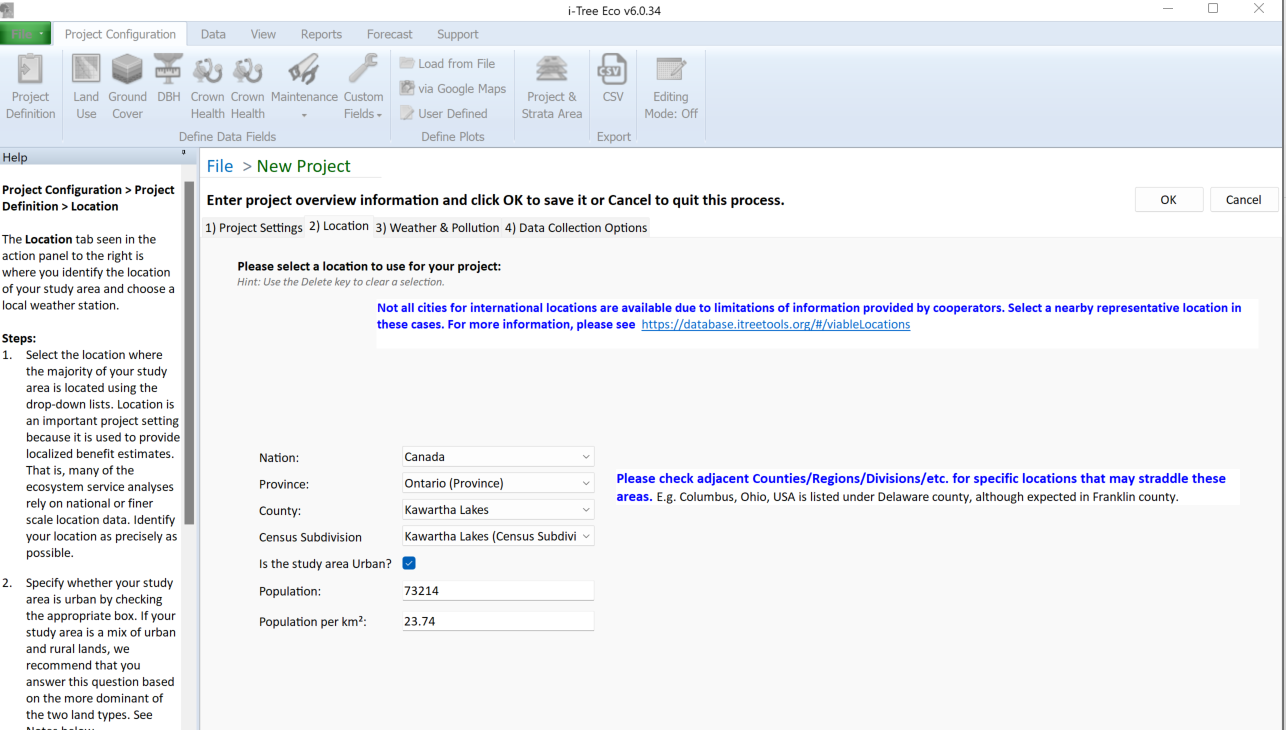 i-Tree Eco v6.0.34
File
Project Configuration Data View Reports Forecast Support
Project Definition
Land Use
Ground Cover
DBH
Crown Health
Crown Health
Maintenance
Custom Fields
Load from File
via Google Maps
User Defined
Project & Strata Area
CSV
Editing Mode: Off
Define Data Fields
Define Plots
Export
Help
Project Configuration > Project
Definition > Location
The Location tab seen in the
action panel to the right is
where you identify the location
of your study area and choose a
local weather station.
Steps:
1. Select the location where
the majority of your study
area is located using the
drop-down lists. Location is
an important project setting
because it is used to provide
localized benefit estimates.
That is, many of the
ecosystem service analyses
rely on national or finer
scale location data. Identify
your location as precisely as
possible.
2. Specify whether your study
area is urban by checking
the appropriate box. If your
study area is a mix of urban
and rural lands, we
recommend that you
answer this question based
on the more dominant of
the two land types. See
Notes below
File > New Project
Enter project overview information and click OK to save it or Cancel to quit this process.
OK
Cancel
1) Project Settings 2) Location 3) Weather & Pollution 4) Data Collection Options
Please select a location to use for your project:
Hint: Use the Delete key to clear a selection.
Not all cities for international locations are available due to limitations of information provided by cooperators. Select a nearby representative location in
these cases. For more information, please see https://database.itreetools.org/#/viableLocations
Nation: Canada
Province: Ontario (Province)
County: Kawartha Lakes
Census Subdivision Kawartha Lakes (Census Subdivi
Is the study area Urban?
Population: 73214
Population per km²: 23.74
Please check adjacent Counties/Regions/Divisions/etc. for specific locations that may straddle these
areas. E.g. Columbus, Ohio, USA is listed under Delaware county, although expected in Franklin county.